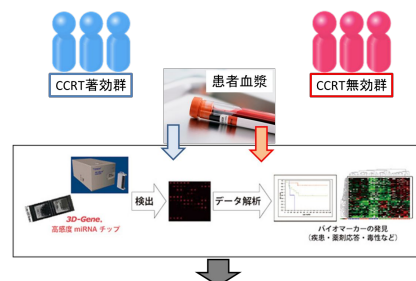 患者血漿
CCRT著効群
CCRT無効群
3D-Gene.
高感度 miRNA チップ
検出
データ解析
バイオマーカーの発見
(疾患・薬剤応答・毒性など)